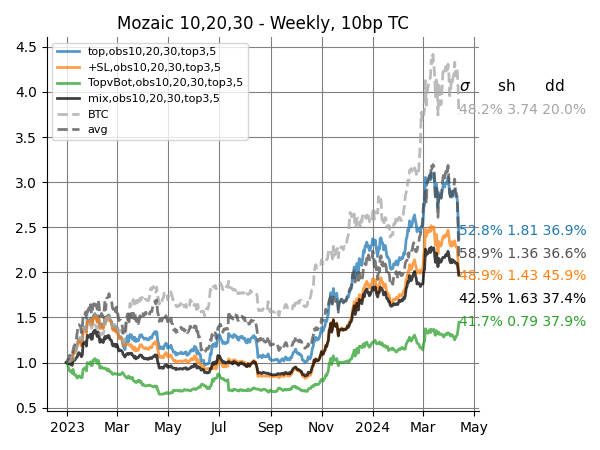 Mozaic 10,20,30 - Weekly, 10bp TC
4.5
4.0
3.5
3.0
2.5
2.0
1.5
1.0
0.5
top,obs10,20,30,top3,5
+SL,obs10,20,30,top3,5
TopvBot,obs10,20,30,top3,5
mix,obs10,20,30,top3,5
BTC
avg
σ sh dd
48.2% 3.74 20.0%
52.8% 1.81 36.9%
58.9% 1.36 36.6%
48.9% 1.43 45.9%
42.5% 1.63 37.4%
41.7% 0.79 37.9%
2023 Mar May Jul Sep Nov 2024 Mar May